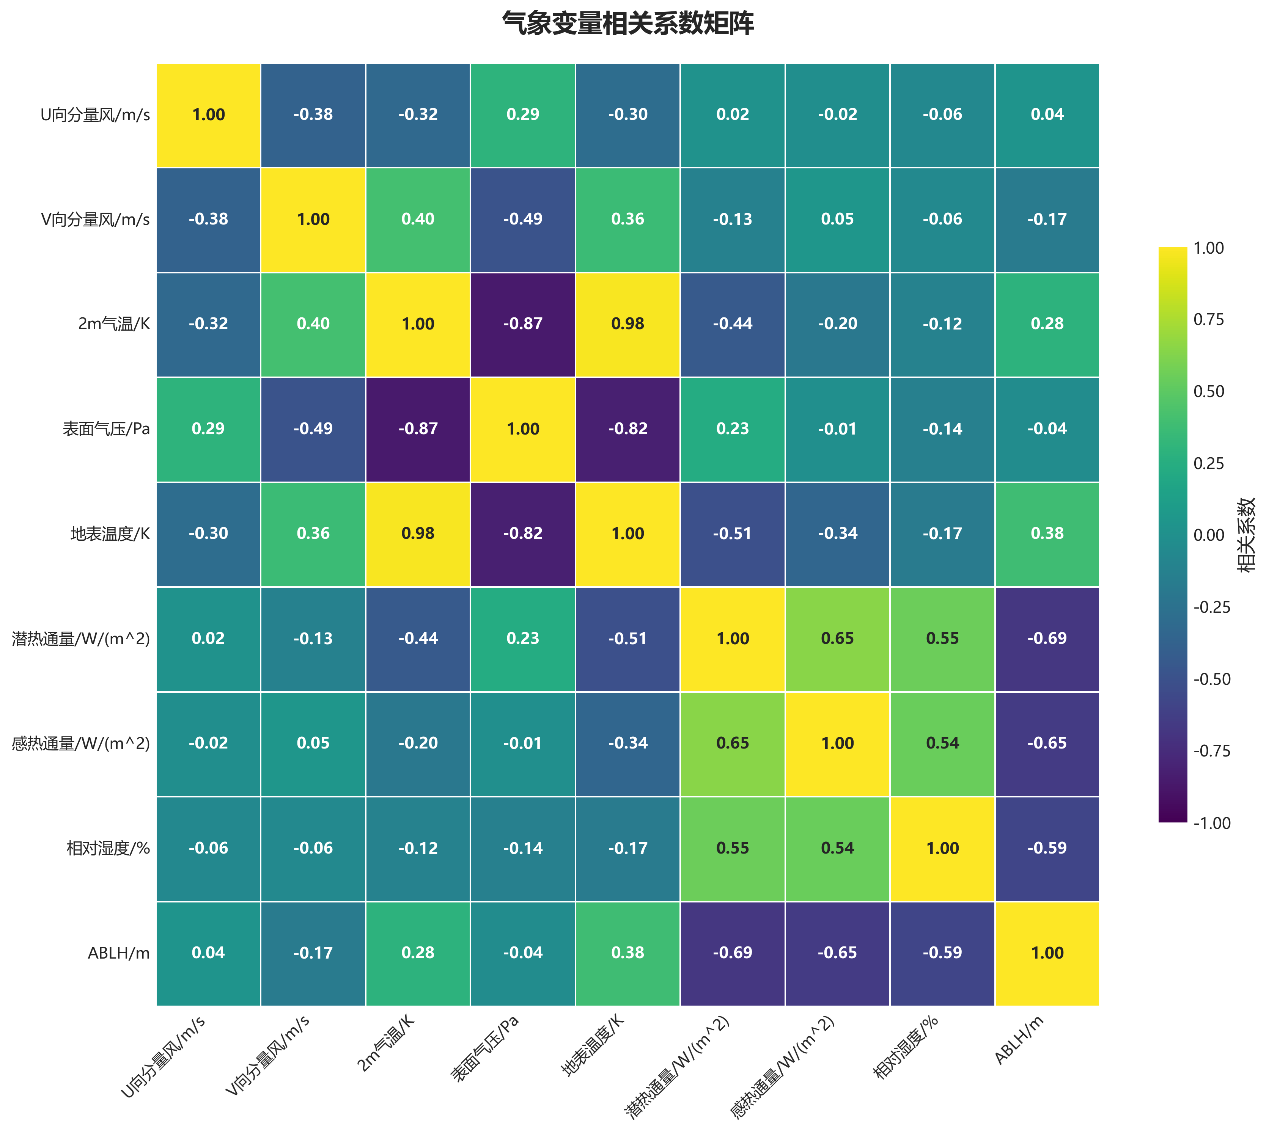 气象变量相关系数矩阵
U向分量风/m/s 1.00 -0.38 -0.32 0.29 -0.30 0.02 -0.02 -0.06 0.04
V向分量风/m/s -0.38 1.00 0.40 -0.49 0.36 -0.13 0.05 -0.06 -0.17
2m气温/K -0.32 0.40 1.00 -0.87 0.98 -0.44 -0.20 -0.12 0.28
表面气压/Pa 0.29 -0.49 -0.87 1.00 -0.82 0.23 -0.01 -0.14 -0.04
地表温度/K -0.30 0.36 0.98 -0.82 1.00 -0.51 -0.34 -0.17 0.38
潜热通量/W/(m^2) 0.02 -0.13 -0.44 0.23 -0.51 1.00 0.65 0.55 -0.69
感热通量/W/(m^2) -0.02 0.05 -0.20 -0.01 -0.34 0.65 1.00 0.54 -0.65
相对湿度/% -0.06 -0.06 -0.12 -0.14 -0.17 0.55 0.54 1.00 -0.59
ABLH/m 0.04 -0.17 0.28 -0.04 0.38 -0.69 -0.65 -0.59 1.00
U向分量风/m/s V向分量风/m/s 2m气温/K 表面气压/Pa 地表温度/K 潜热通量/W/(m^2) 感热通量/W/(m^2) 相对湿度/% ABLH/m
1.00
0.75
0.50
0.25
0.00
-0.25
-0.50
-0.75
-1.00
相关系数